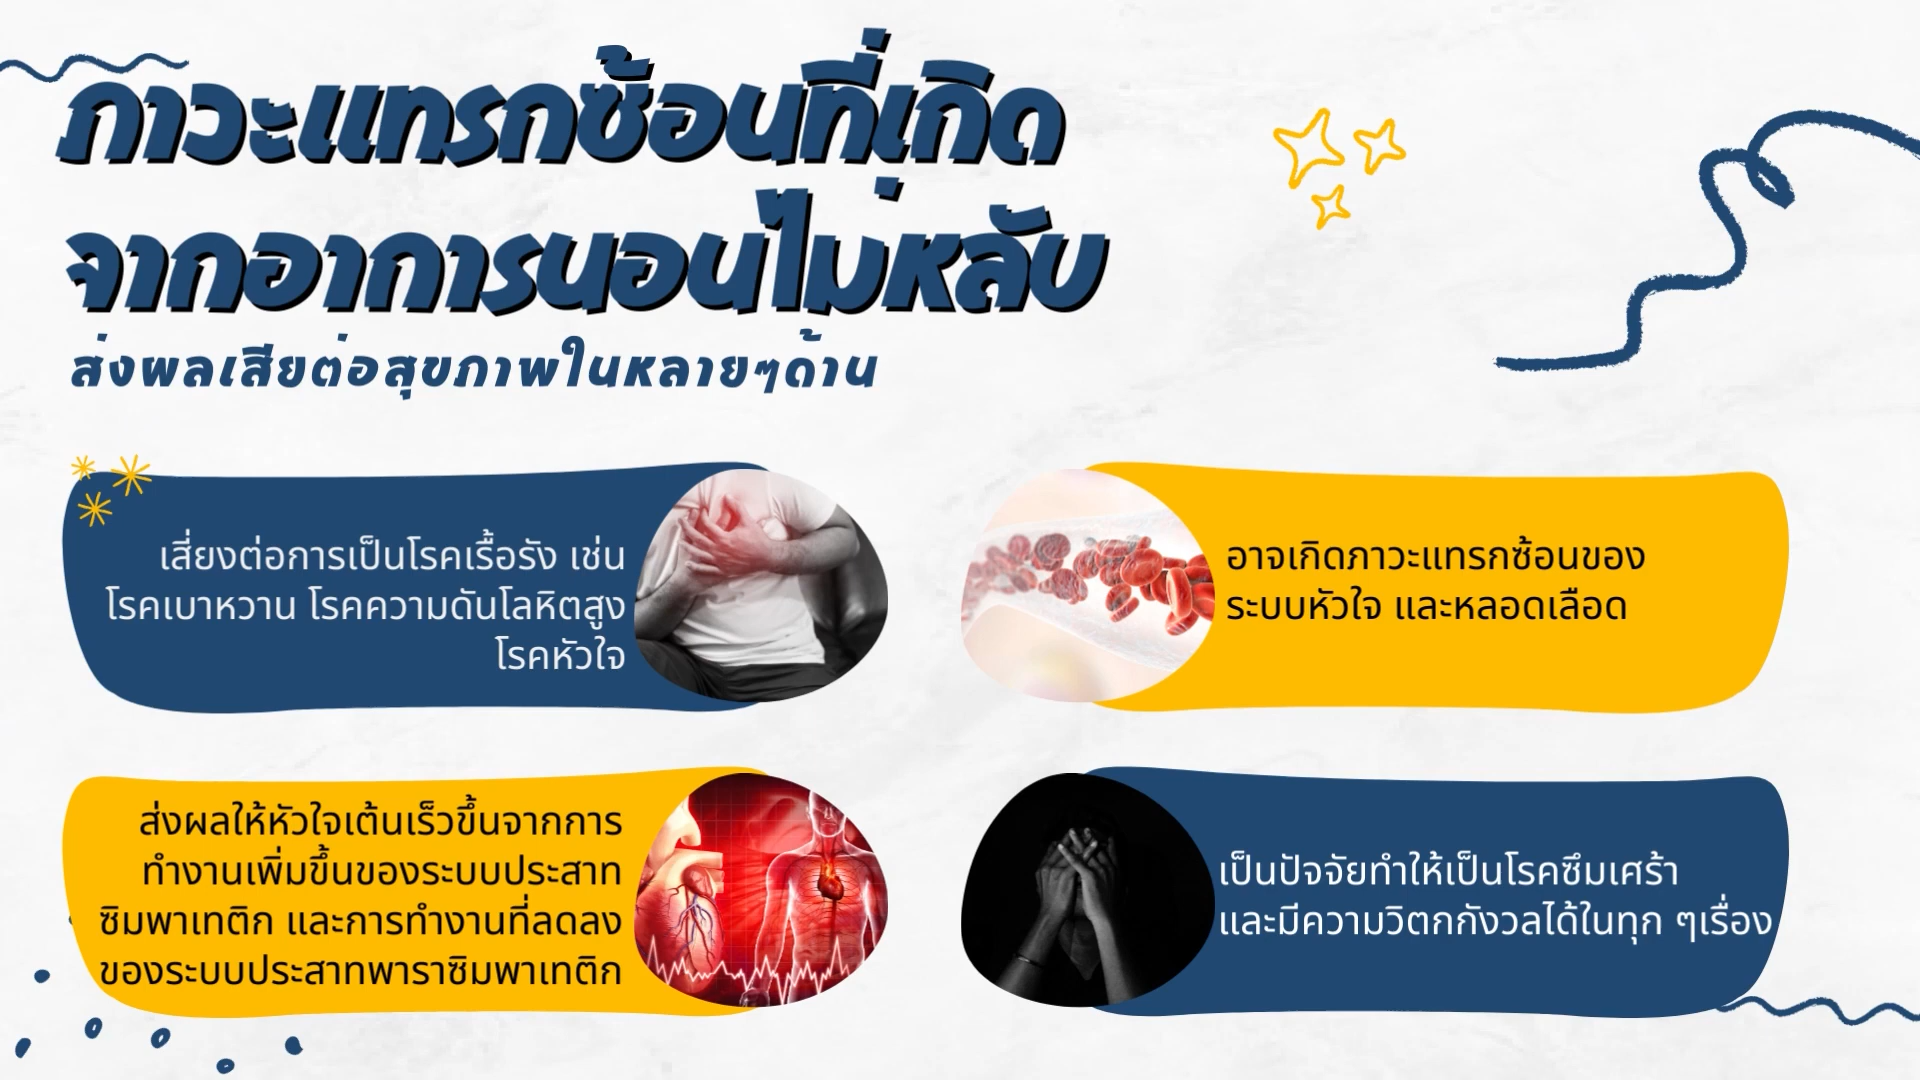 ภาวะแทรกซ้อนที่เกิด
จากอาการนอนไม่หลับ
ส่งผลเสียต่อสุขภาพในหลายๆด้าน
เสี่ยงต่อการเป็นโรคเรื้อรัง เช่น
โรคเบาหวาน โรคความดันโลหิตสูง
โรคหัวใจ
อาจเกิดภาวะแทรกซ้อนของ
ระบบหัวใจ และหลอดเลือด
ส่งผลให้หัวใจเต้นเร็วขึ้นจากการ
ทำงานเพิ่มขึ้นของระบบประสาท
ซิมพาเทติก และการทำงานที่ลดลง
ของระบบประสาทพาราซิมพาเทติก
เป็นปัจจัยทำให้เป็นโรคซึมเศร้า
และมีความวิตกกังวลได้ในทุก ๆเรื่อง